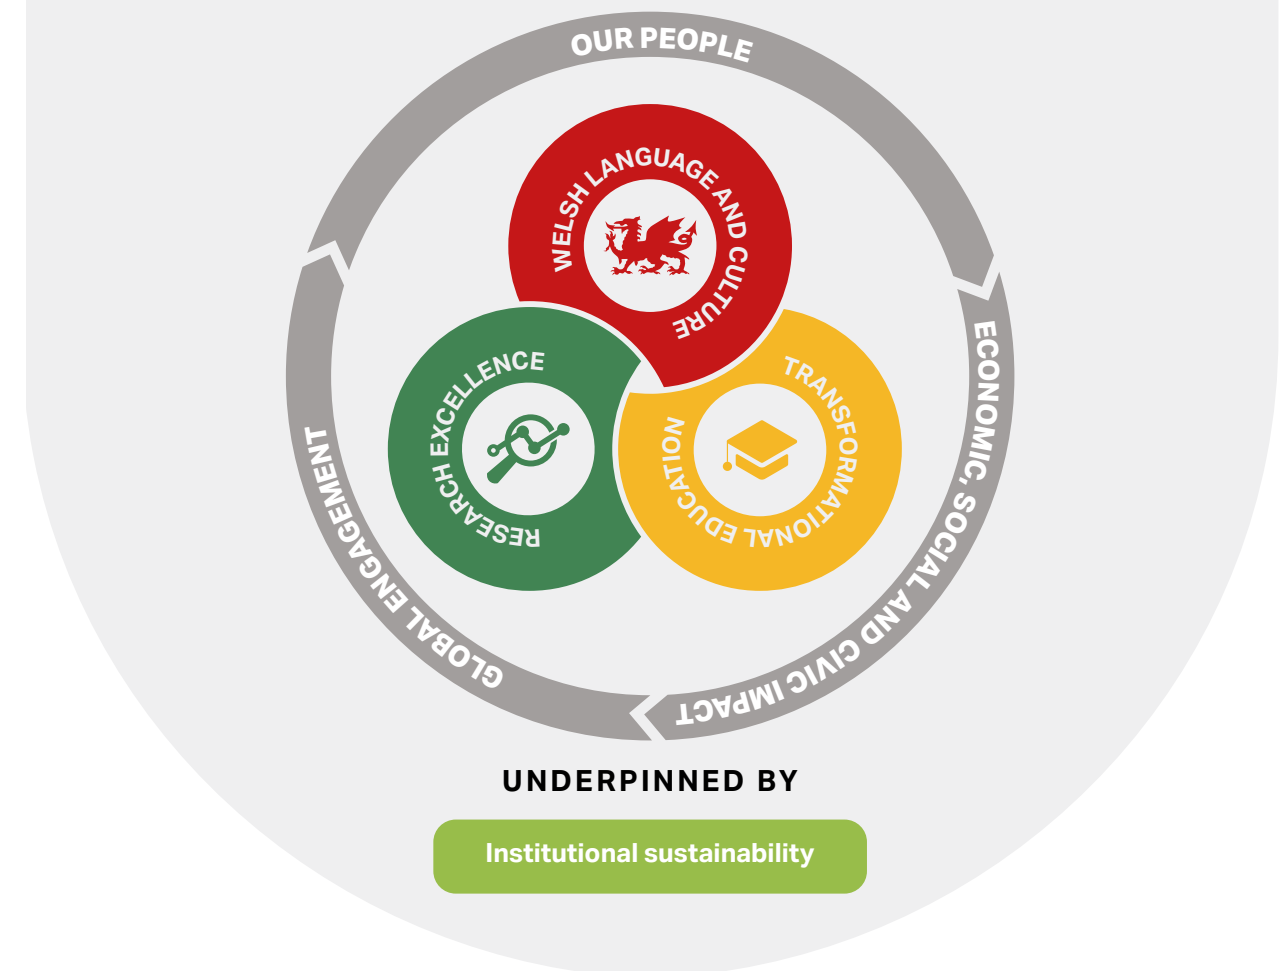 OUR PEOPLE
ECONOMIC, SOCIAL AND CIVIC IMPACT
GLOBAL ENGAGEMENT
WELSH LANGUAGE AND CULTURE
TRANSFORMATIONAL EDUCATION
RESEARCH EXCELLENCE
UNDERPINNED BY
Institutional sustainability